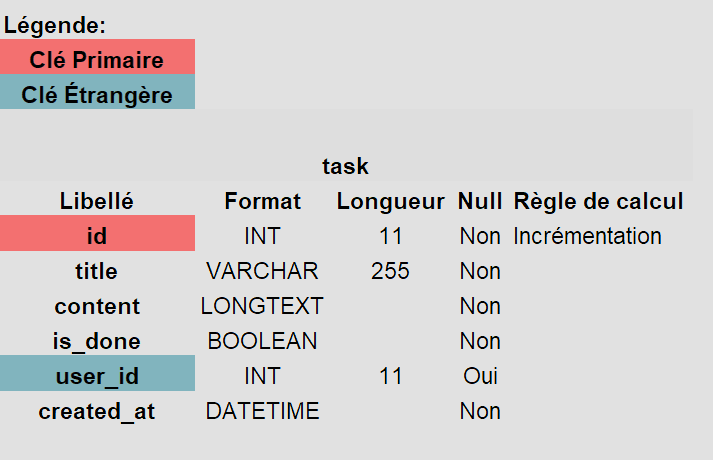 Légende:
Clé Primaire
Clé Étrangère
task
Libellé Format Longueur Null Règle de calcul
id INT 11 Non Incrémentation
title VARCHAR 255 Non
content LONGTEXT Non
is_done BOOLEAN Non
user_id INT 11 Oui
created_at DATETIME Non